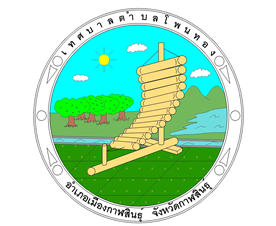 เทศบาลตำบลโพนทอง
อำเภอเมืองกาฬสินธุ์ จังหวัดกาฬสินธุ์